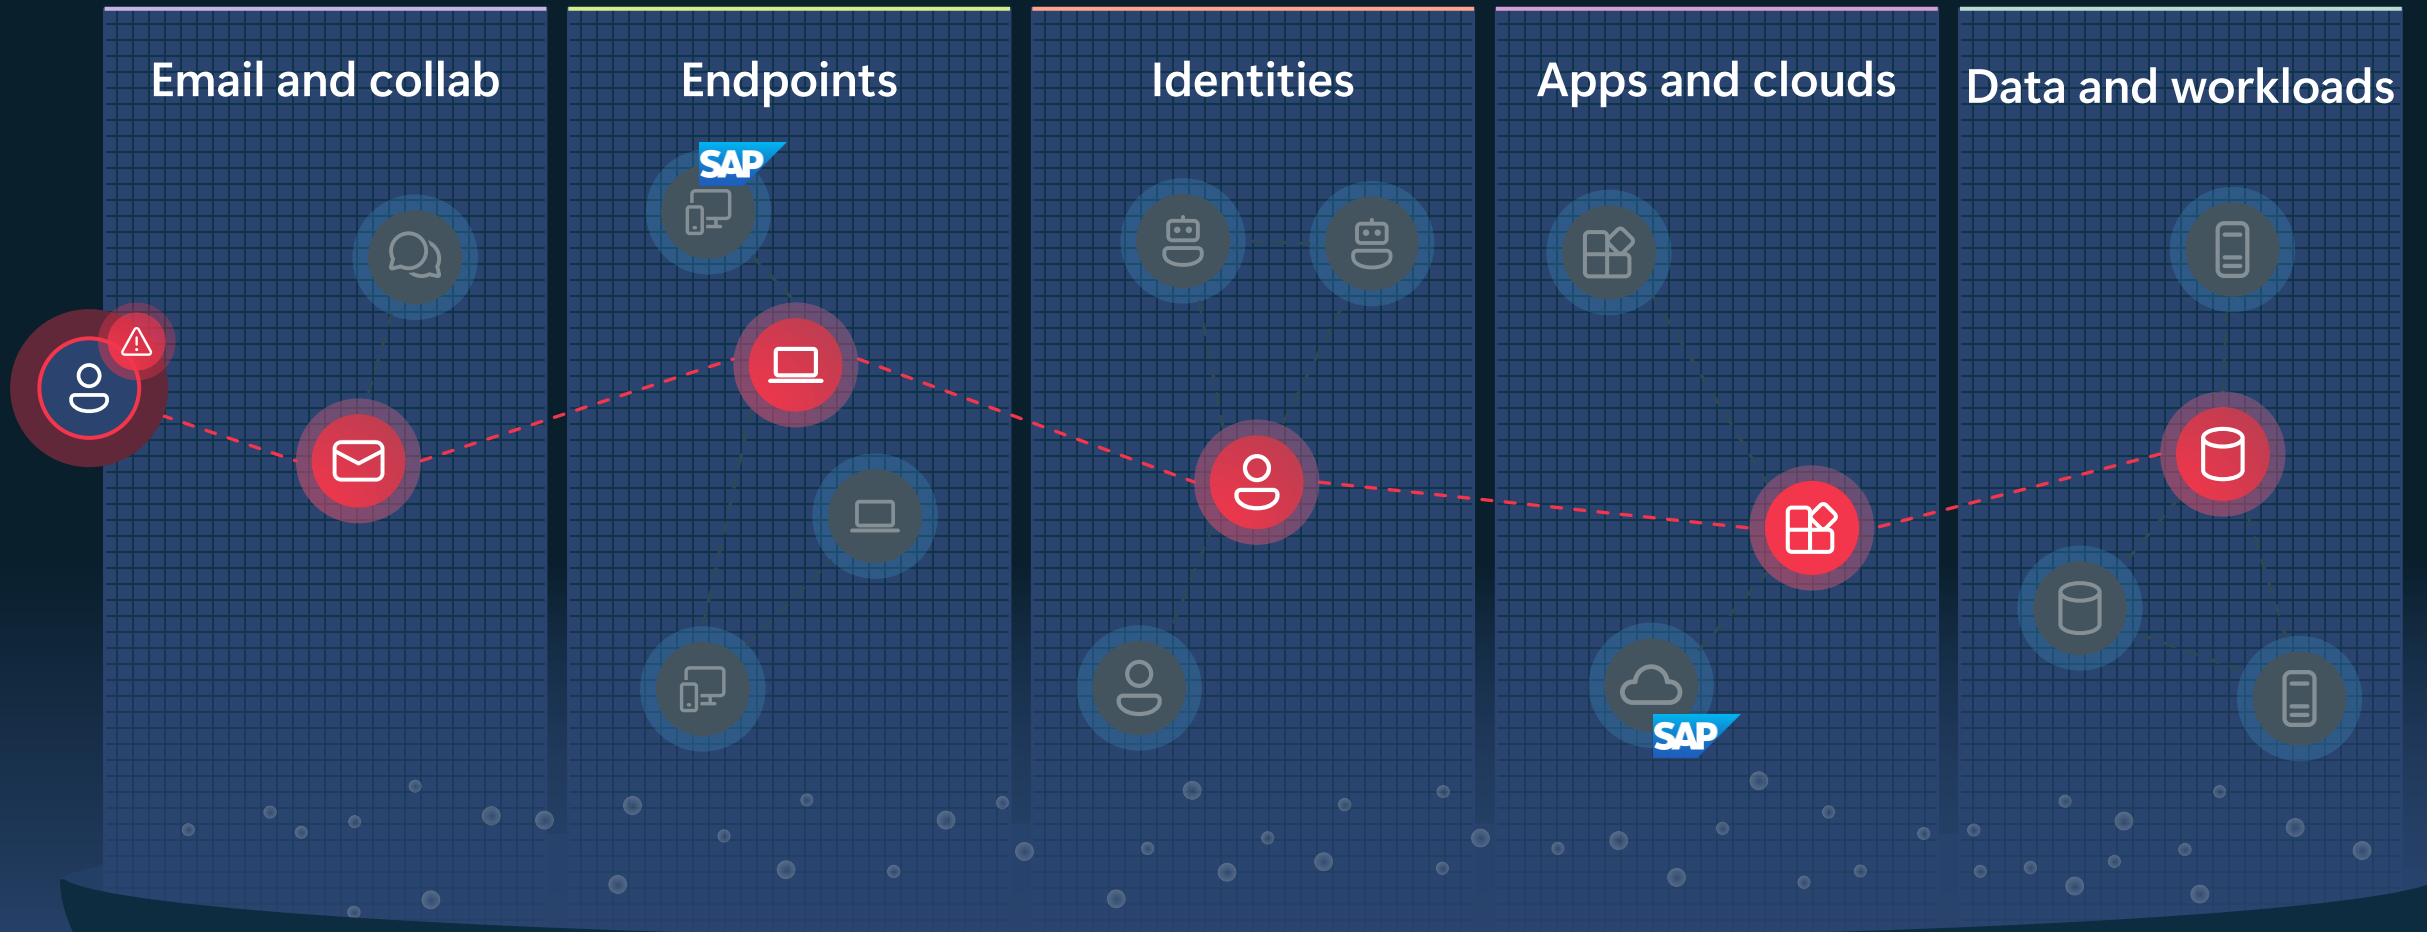 Email and collab
Endpoints
Identities
Apps and clouds
Data and workloads
SAP
SAP